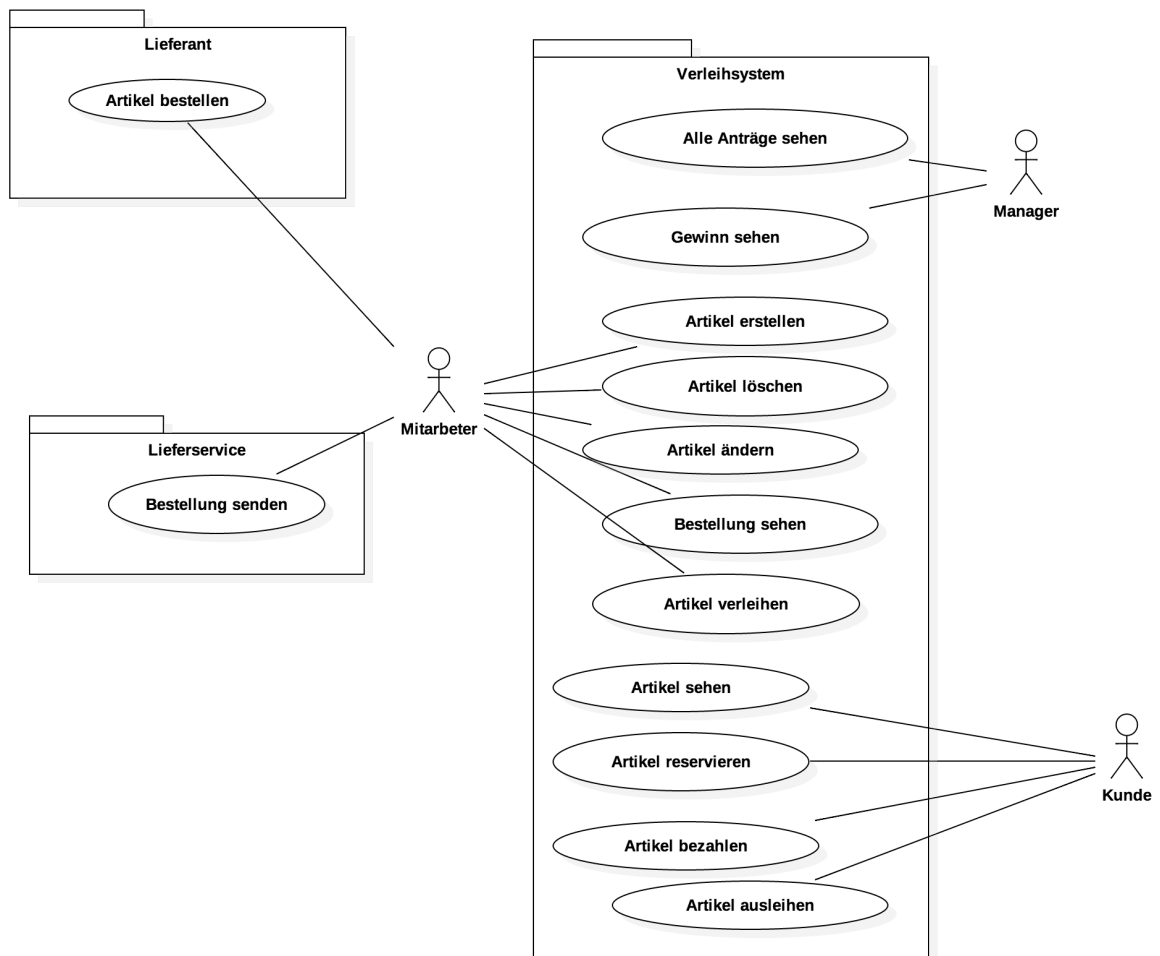 Lieferant
Artikel bestellen
Verleihsystem
Alle Anträge sehen
Manager
Gewinn sehen
Artikel erstellen
Artikel löschen
Mitarbeter
Artikel ändern
Lieferservice
Bestellung senden
Bestellung sehen
Artikel verleihen
Artikel sehen
Artikel reservieren
Kunde
Artikel bezahlen
Artikel ausleihen